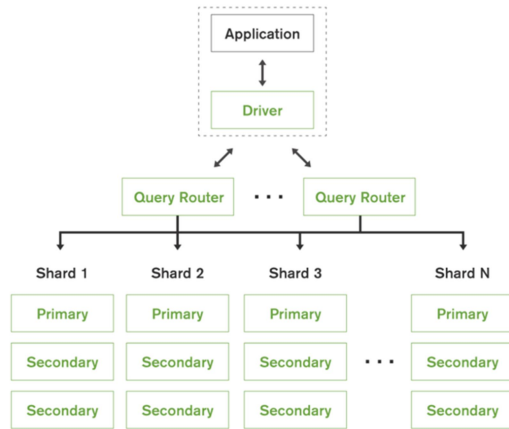 Application
Driver
Query Router ... Query Router
Shard 1 Shard 2 Shard 3 Shard N
Primary Primary Primary Primary
Secondary Secondary Secondary ... Secondary
Secondary Secondary Secondary Secondary